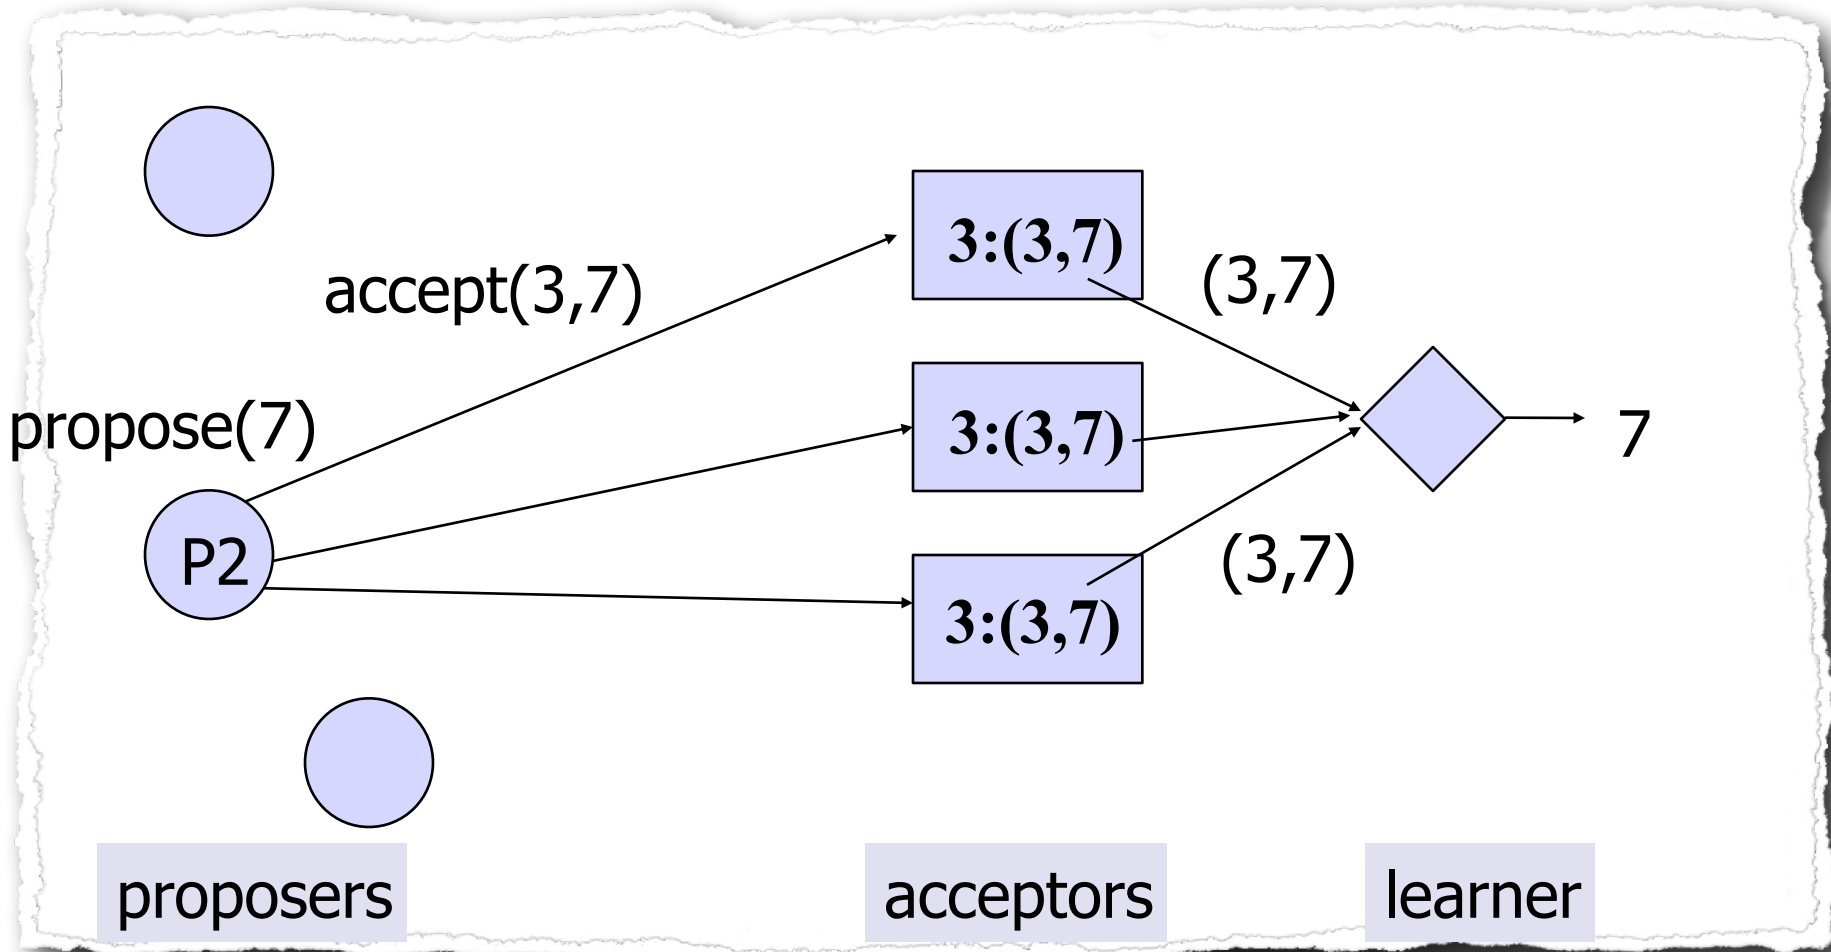 3:(3,7)
accept(3,7)
(3,7)
propose(7)
3:(3,7)
7
P2
(3,7)
3:(3,7)
proposers
acceptors
learner